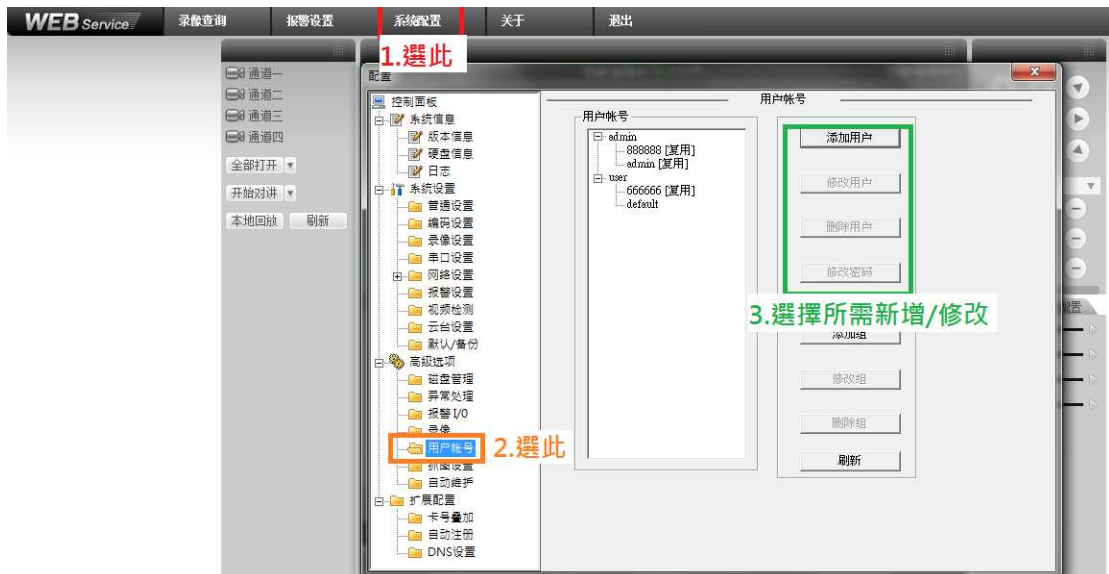 WEB Service 录像查询 报警设置 系统配置 关于 退出
1.選此
通道一
通道二
通道三
通道四
全部打开
开始对讲
本地回放 刷新
配置
控制面板
系统信息
版本信息
硬盘信息
日志
系统设置
普通设置
编码设置
录像设置
串口设置
网络设置
报警设置
视频检测
云台设置
默认/备份
高级选项
磁盘管理
异常处理
报警 I/O
录像
用户帐号
2.選此
抓图设置
自动维护
扩展配置
卡号叠加
自动注册
DNS设置
用户帐号
用户帐号
admin
888888 [复用]
admin [复用]
user
666666 [复用]
default
添加用户
修改用户
删除用户
修改密码
3.選擇所需新增/修改
添加组
修改组
删除组
刷新
配置